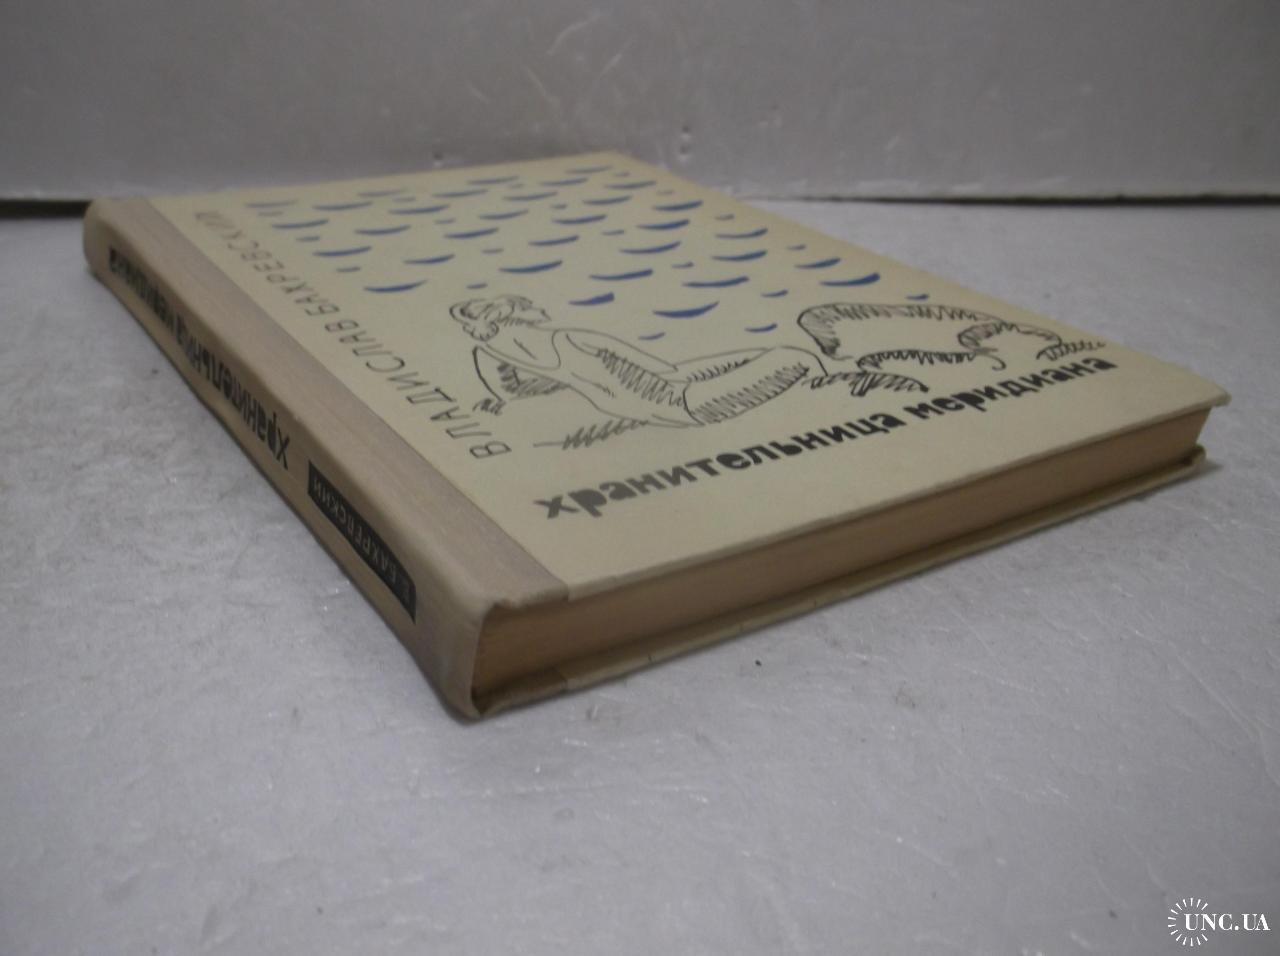 ВЛАДИСЛАВ БАХРЕВСКИЙ
хранительница меридиана
В. БАХРЕВСКИЙ
хранительница меридиана
UNC.UA